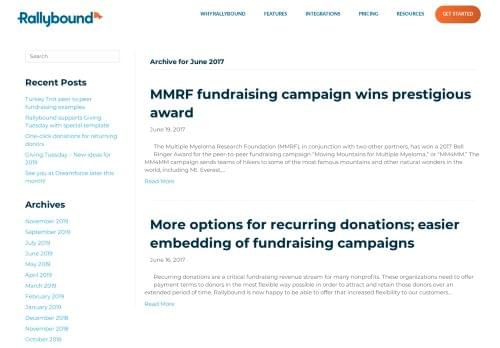 Rallybound
WHY RALLYBOUND
FEATURES
INTEGRATIONS
PRICING
RESOURCES
GET STARTED
Search
Recent Posts
Turkey Trot peer to peer
fundraising examples
Rallybound supports Giving
Tuesday with special template
One-click donations for returning
donors
Giving Tuesday - New ideas for
2019
See you at Dreamforce later this
month!
Archives
November 2019
September 2019
July 2019
June 2019
May 2019
April 2019
March 2019
February 2019
January 2019
December 2018
November 2018
October 2018
Archive for June 2017
MMRF fundraising campaign wins prestigious
award
June 19, 2017
The Multiple Myeloma Research Foundation (MMRF), in conjunction with two other partners, has won a 2017 Bell
Ringer Award for the peer-to-peer fundraising campaign "Moving Mountains for Multiple Myeloma," or "MM4MM." The
MM4MM campaign sends teams of hikers to some of the most famous mountains and other natural wonders in the
world, including Mt. Everest,...
Read More
More options for recurring donations; easier
embedding of fundraising campaigns
June 16, 2017
Recurring donations are a critical fundraising revenue stream for many nonprofits. These organizations need to offer
payment terms to donors in the most flexible way possible in order to attract and retain those donors over an
extended period of time. Rallybound is now happy to be able to offer that increased flexibility to our customers...
Read More